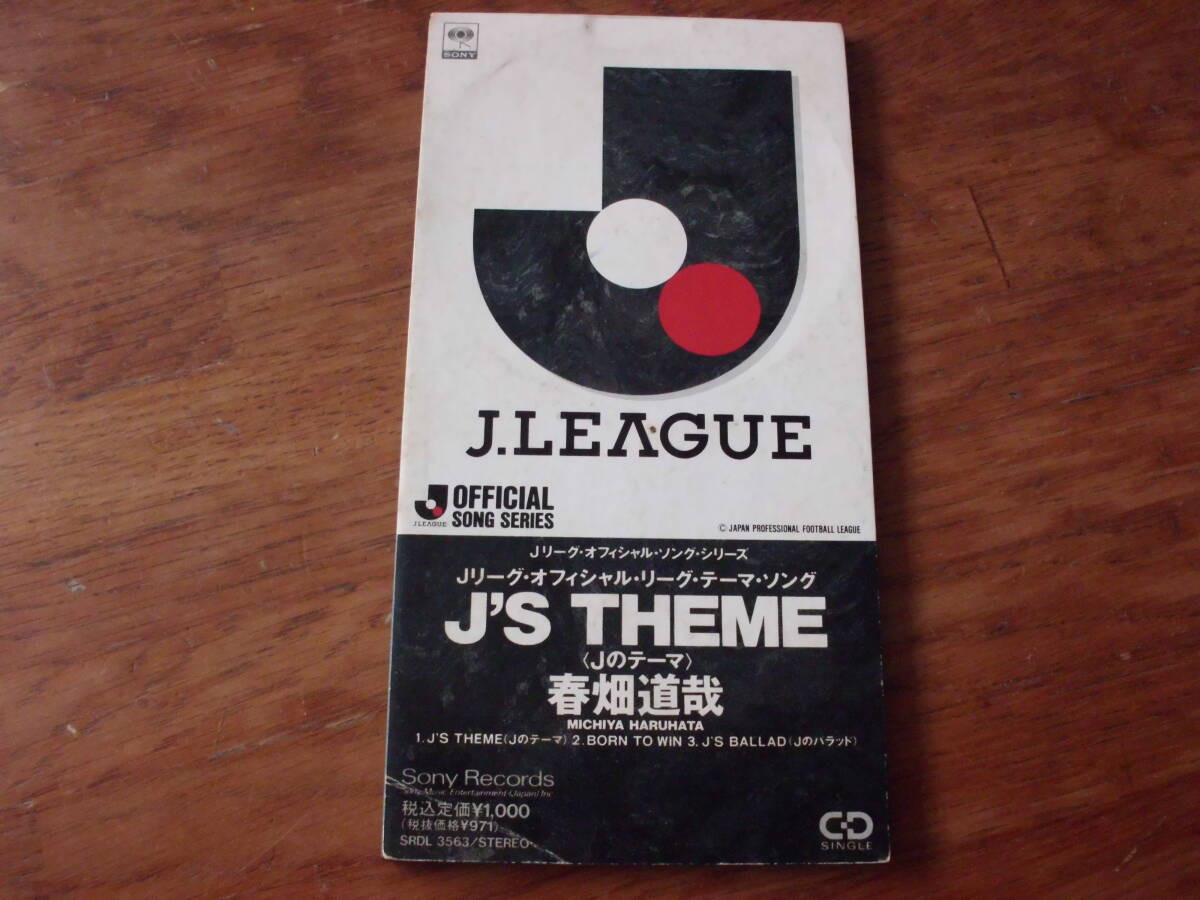 SONY
J.LEAGUE
J.LEAGUE
OFFICIAL
SONG SERIES
© JAPAN PROFESSIONAL FOOTBALL LEAGUE
Jリーグ・オフィシャル・ソング・シリーズ
Jリーグ・オフィシャル・リーグ・テーマ・ソング
J'S THEME
〈Jのテーマ〉
春畑道哉
MICHIYA HARUHATA
1.J'S THEME(Jのテーマ) 2.BORN TO WIN 3.J'S BALLAD(Jのバラッド)
Sony Records
Sony Music Entertainment (Japan) Inc.
税込定価¥1,000
(税抜価格¥971)
SRDL 3563/STEREO
CD
SINGLE